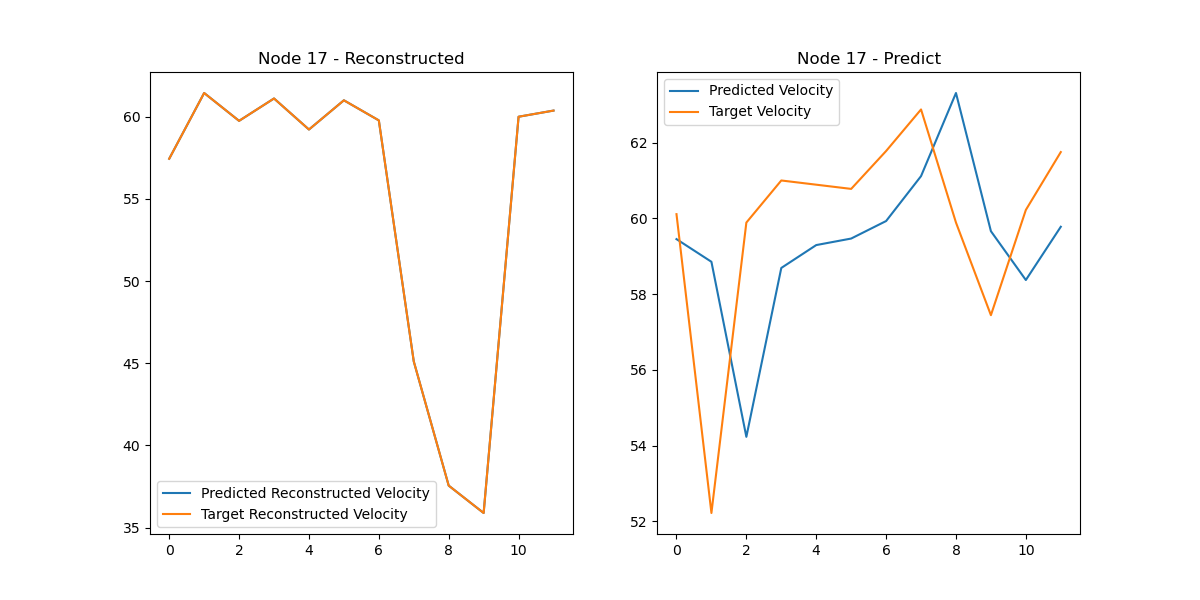 Node 17 - Reconstructed
60
55
50
45
40
35
0 2 4 6 8 10
Predicted Reconstructed Velocity
Target Reconstructed Velocity
Node 17 - Predict
Predicted Velocity
Target Velocity
62
60
58
56
54
52
0 2 4 6 8 10